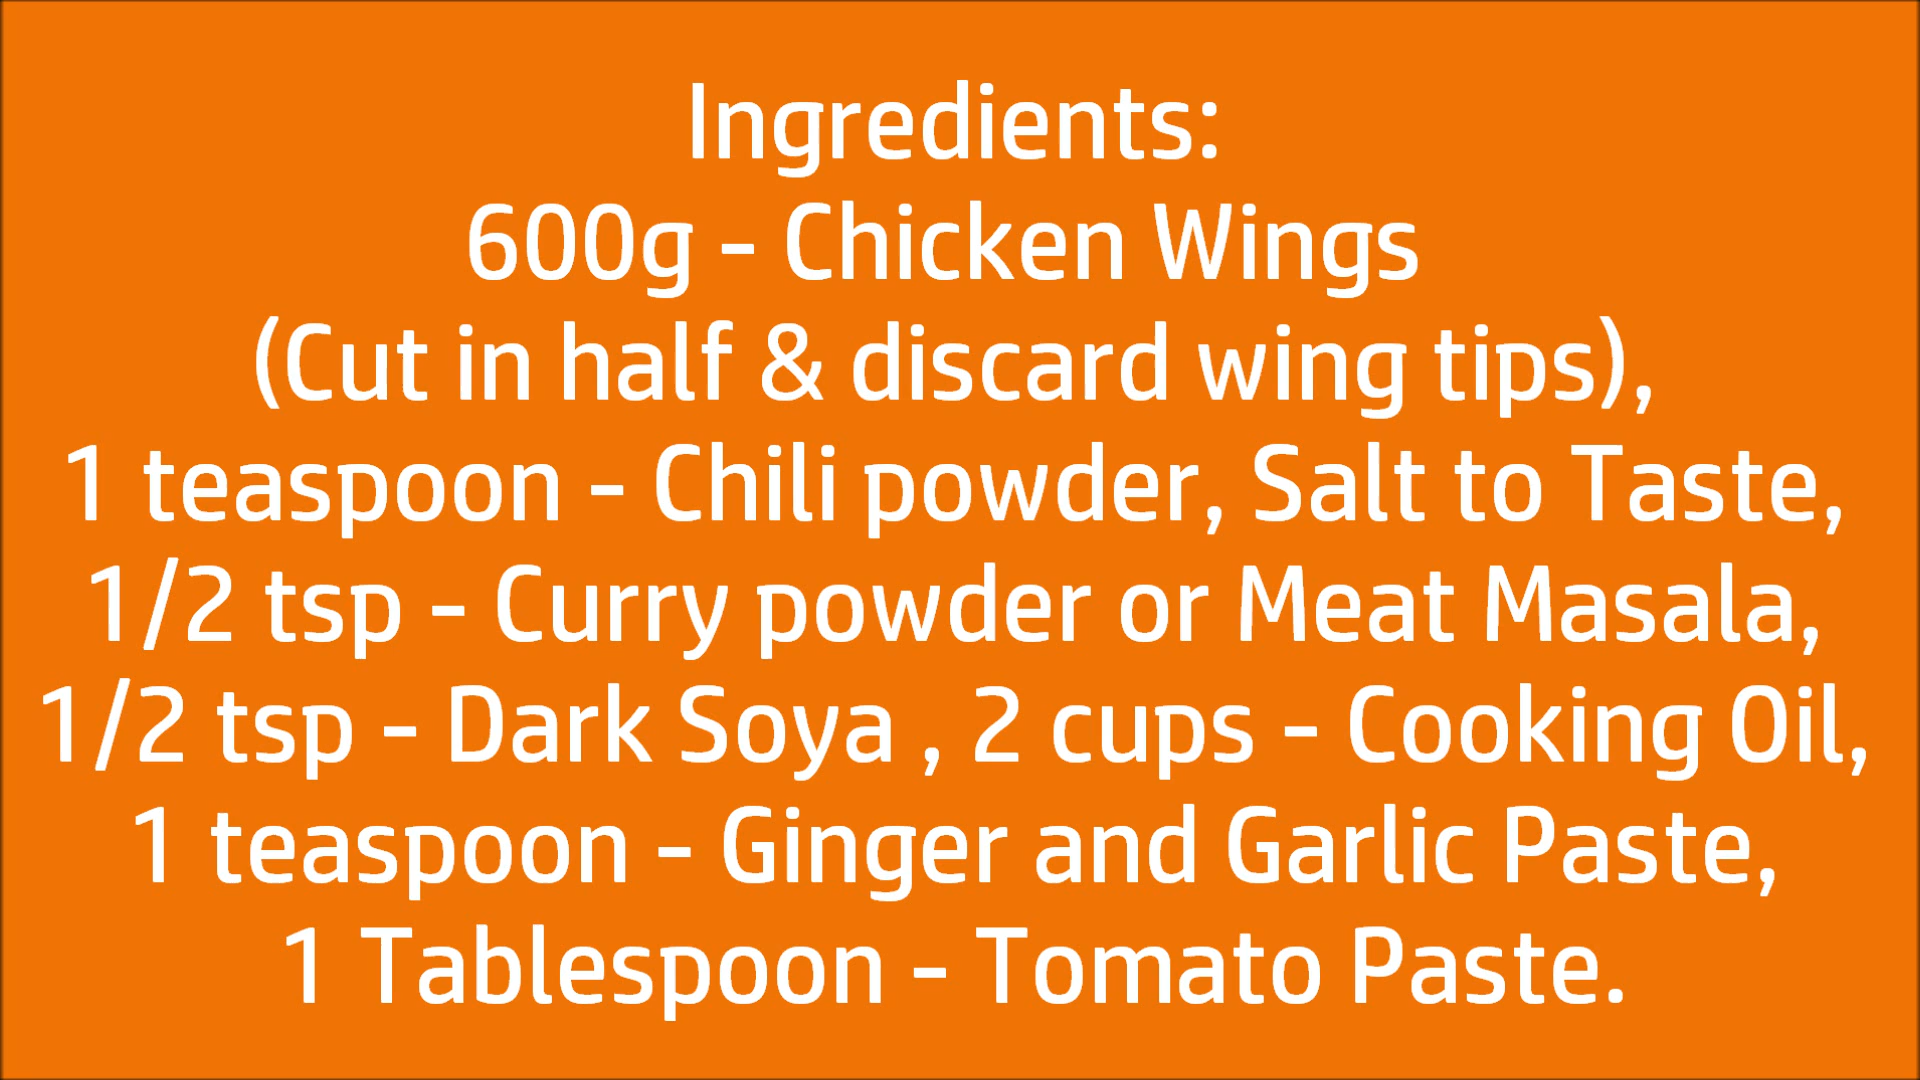 Ingredients:
600g - Chicken Wings
(Cut in half & discard wing tips),
1 teaspoon - Chili powder, Salt to Taste,
1/2 tsp - Curry powder or Meat Masala,
1/2 tsp - Dark Soya , 2 cups - Cooking Oil,
1 teaspoon - Ginger and Garlic Paste,
1 Tablespoon - Tomato Paste.